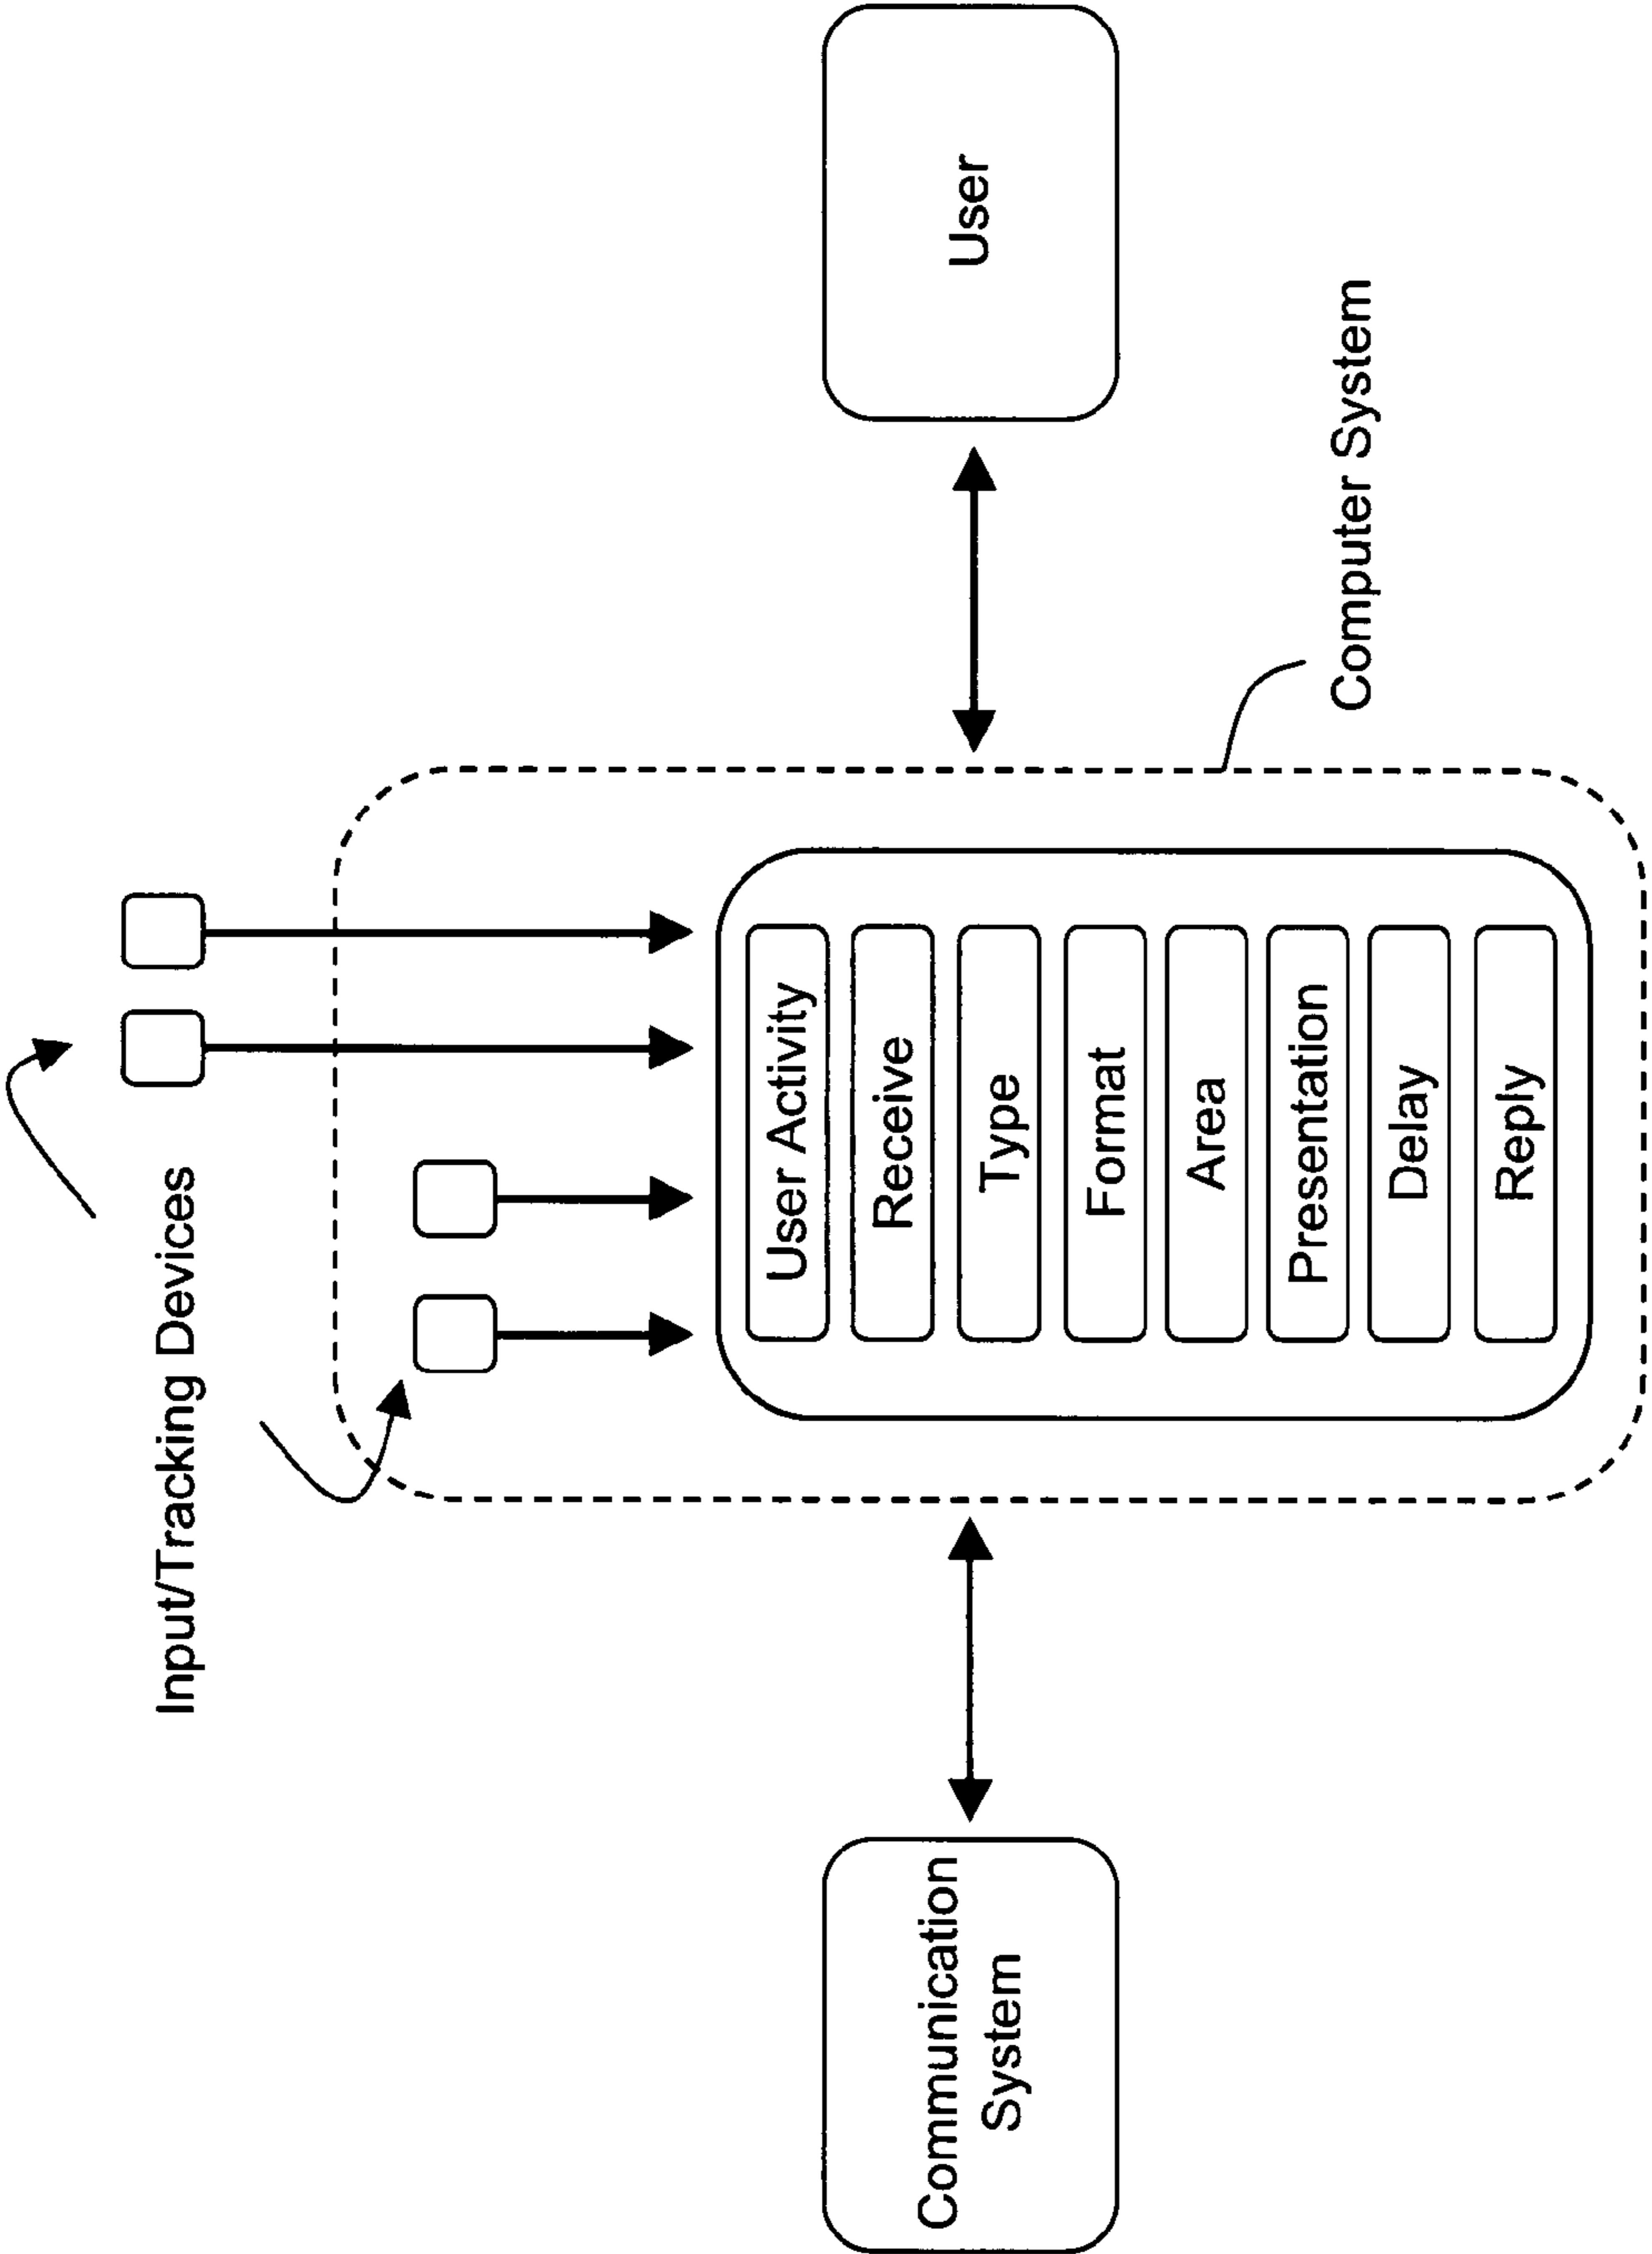 Input/Tracking Devices
Communication
System
User Activity
Receive
Type
Format
Area
Presentation
Delay
Reply
User
Computer System